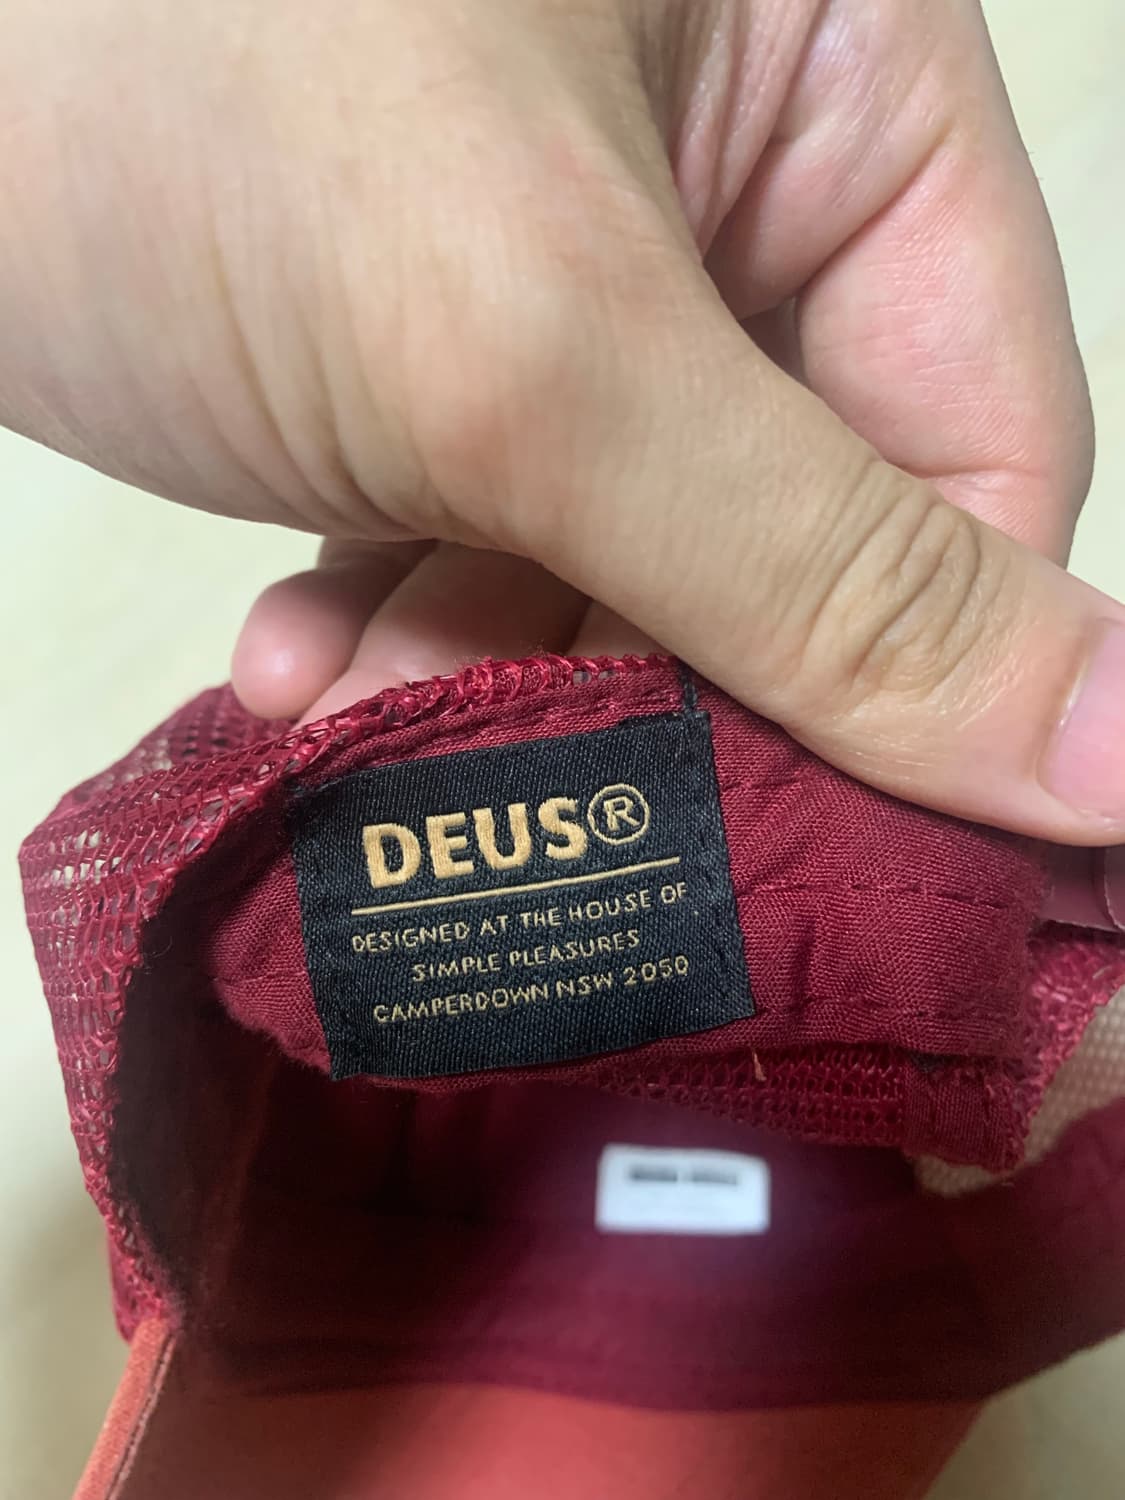 DEUS®
DESIGNED AT THE HOUSE OF
SIMPLE PLEASURES
CAMPERDOWN NSW 2050